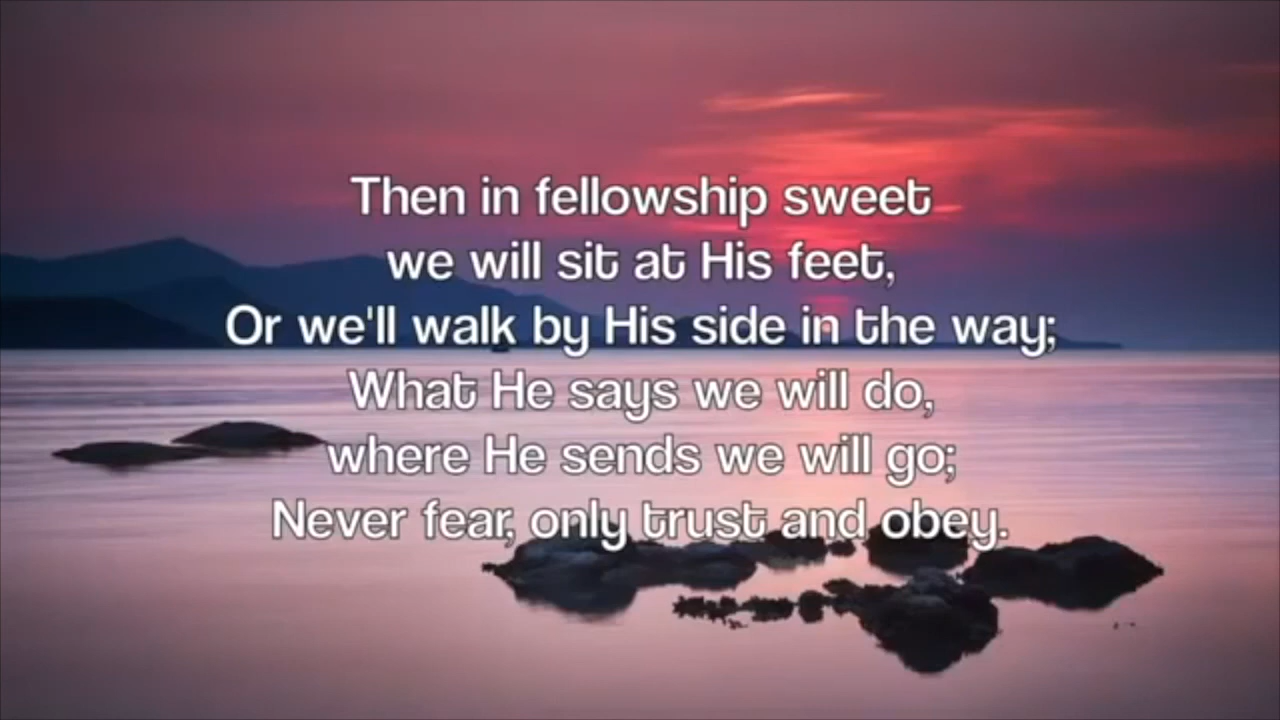 Then in fellowship sweet
we will sit at His feet,
Or we'll walk by His side in the way;
What He says we will do,
where He sends we will go;
Never fear, only trust and obey.